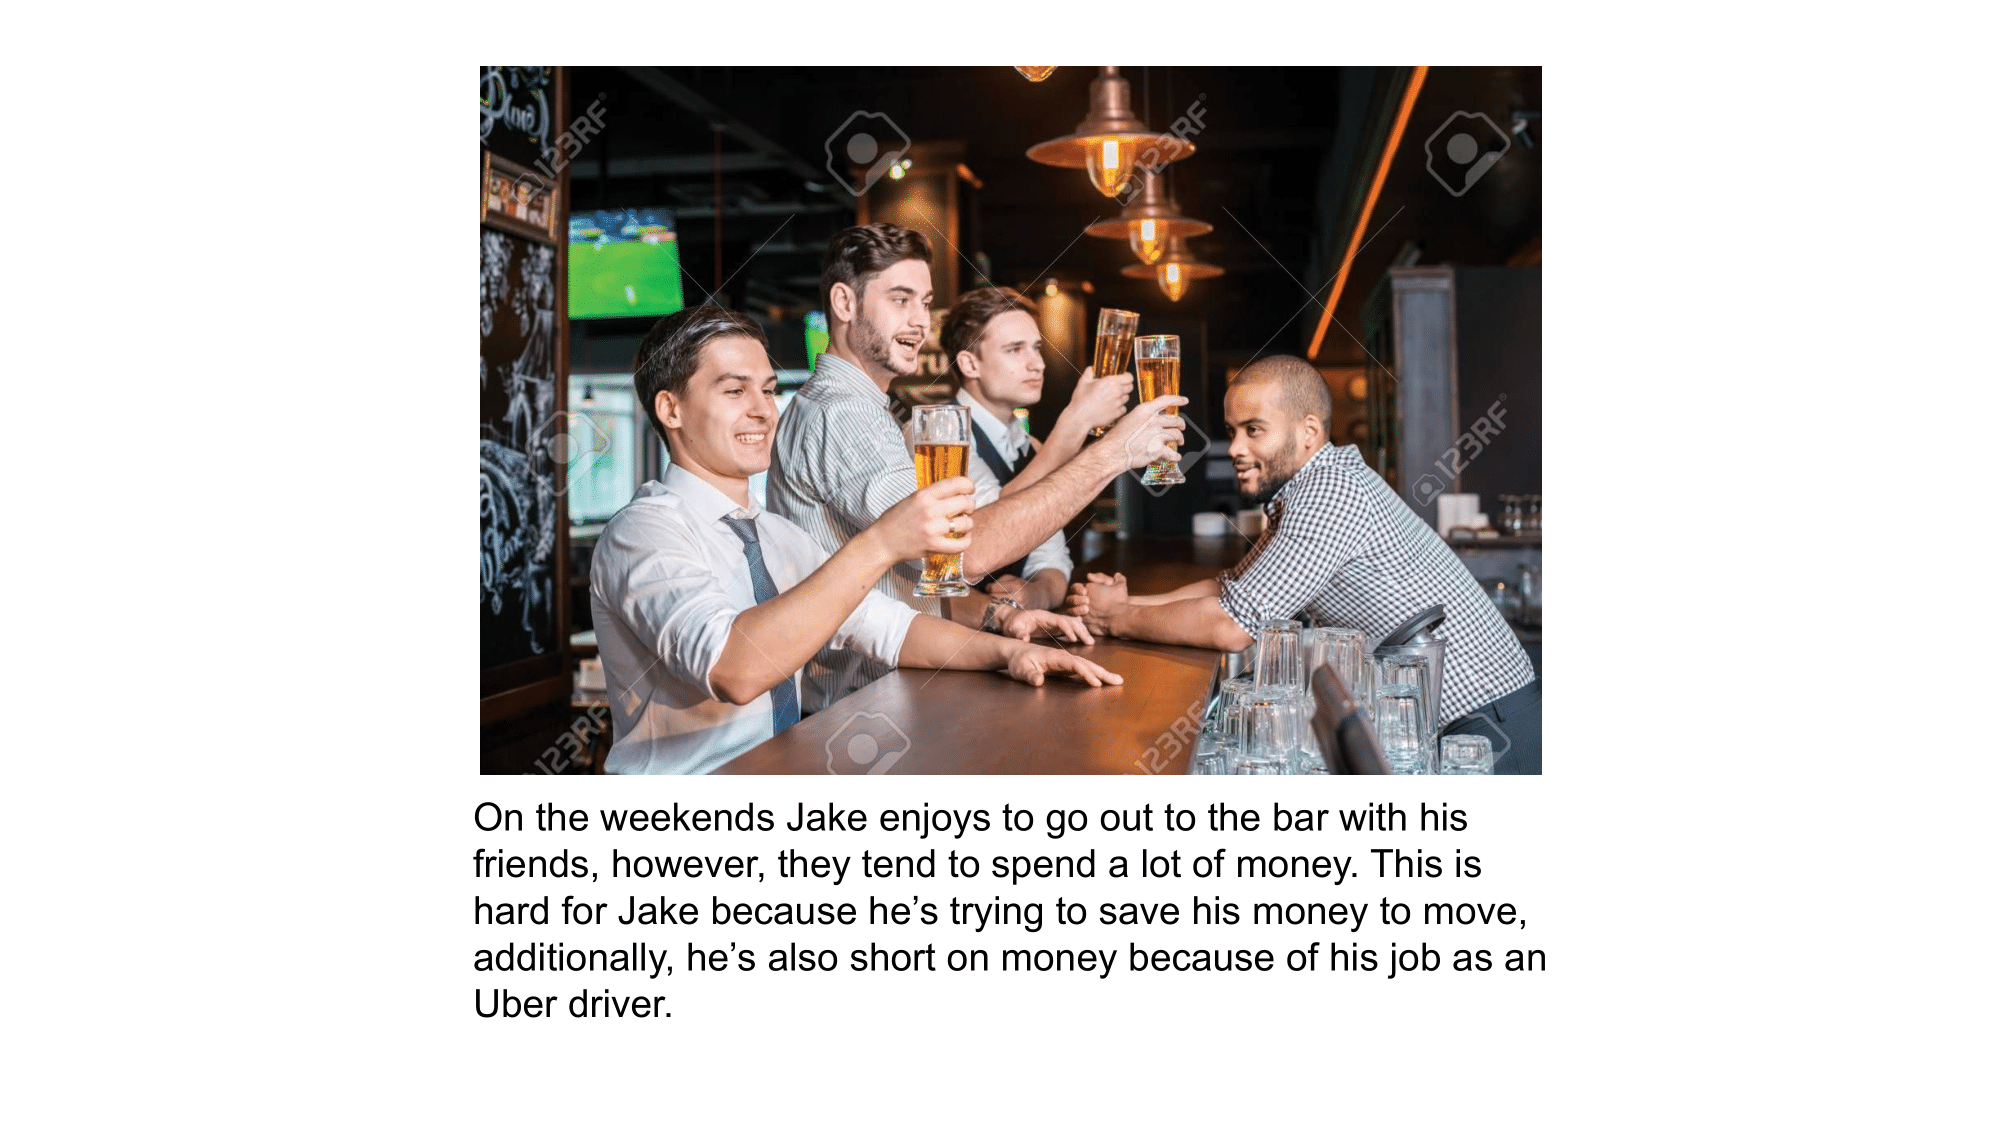 123RF
123RF
123RF
123RF
123RF
ru
On the weekends Jake enjoys to go out to the bar with his
friends, however, they tend to spend a lot of money. This is
hard for Jake because he’s trying to save his money to move,
additionally, he’s also short on money because of his job as an
Uber driver.